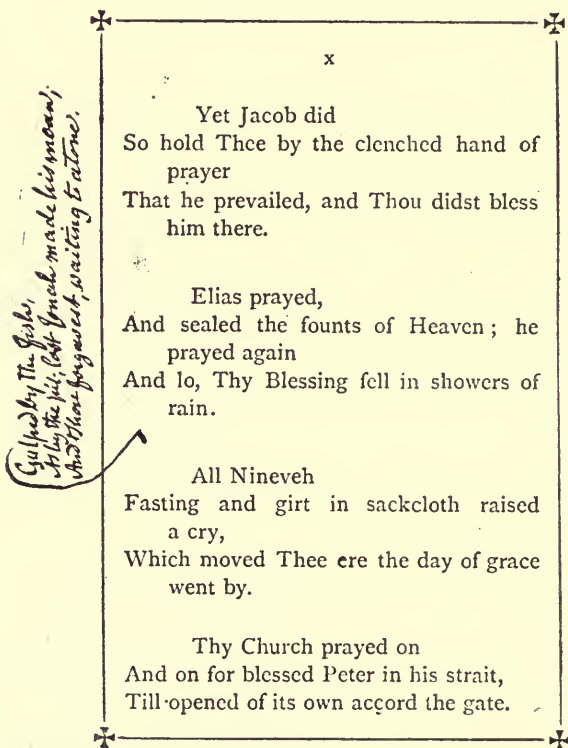 x
Yet Jacob did
So hold Thee by the clenched hand of
prayer
That he prevailed, and Thou didst bless
him there.
Elias prayed,
And sealed the founts of Heaven ; he
prayed again
And lo, Thy Blessing fell in showers of
rain.
Gulped by the fish,
As by the pit, lost Jonah made his moan;
And Thou forgavest, waiting to atone.
All Nineveh
Fasting and girt in sackcloth raised
a cry,
Which moved Thee ere the day of grace
went by.
Thy Church prayed on
And on for blessed Peter in his strait,
Till opened of its own accord the gate.